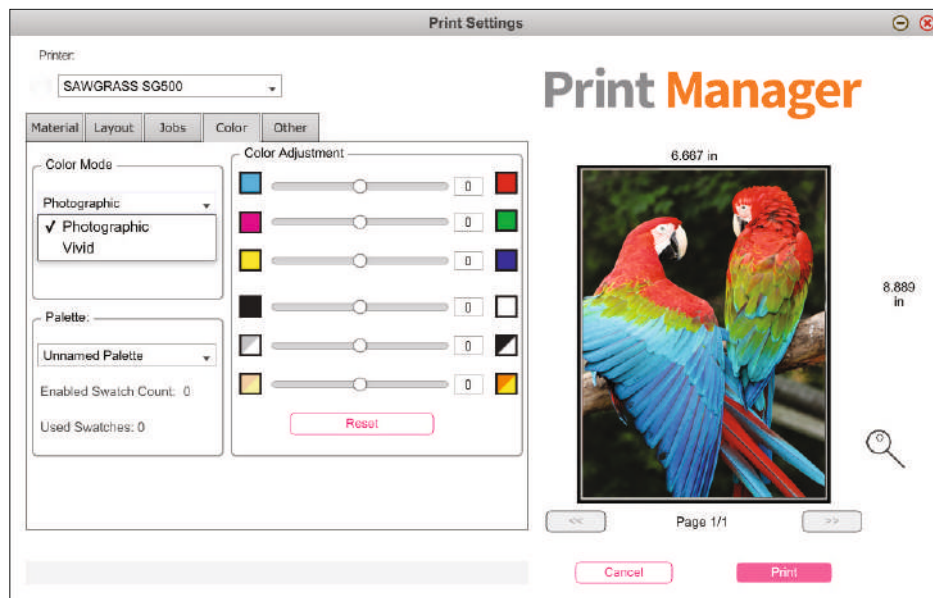 Print Settings
Printer:
SAWGRASS SG500
Print Manager
Material Layout Jobs Color Other
Color Mode
Photographic
✓ Photographic
Vivid
Color Adjustment
0
0
0
0
0
0
Reset
Palette:
Unnamed Palette
Enabled Swatch Count: 0
Used Swatches: 0
6.667 in
8.889
in
<< Page 1/1 >>
Cancel Print